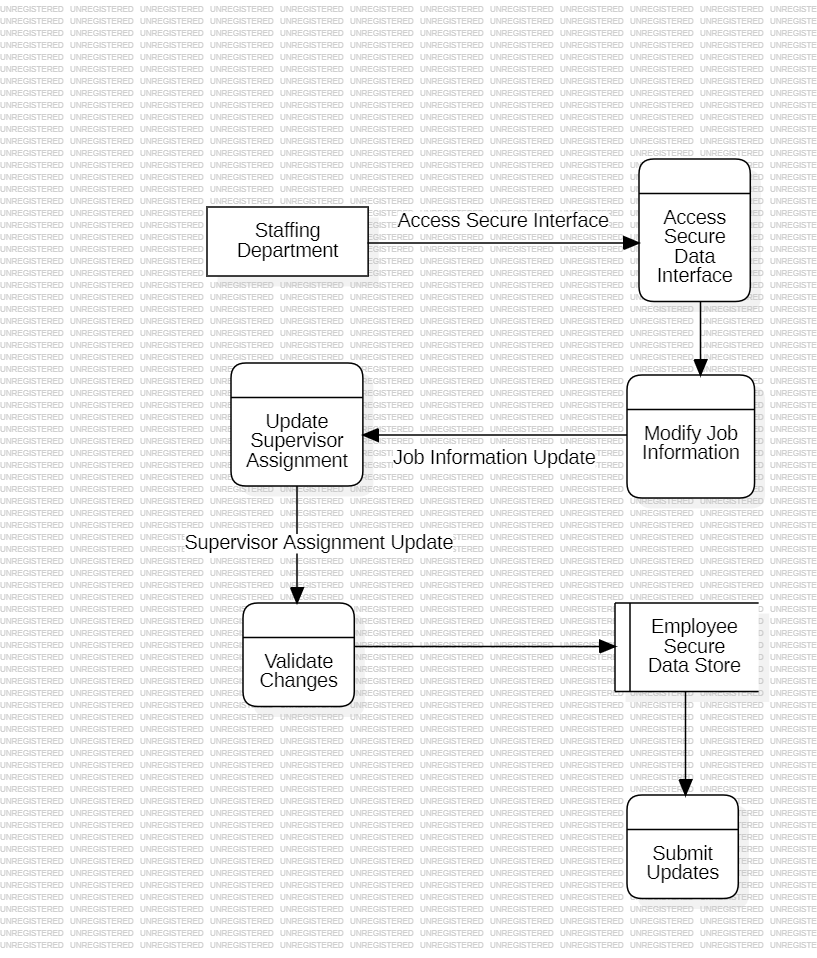 Access Secure Interface
Staffing
Department
Access
Secure
Data
Interface
Update
Supervisor
Assignment
Modify Job
Information
Job Information Update
Supervisor Assignment Update
Validate
Changes
Employee
Secure
Data Store
Submit
Updates
UNREGISTERED